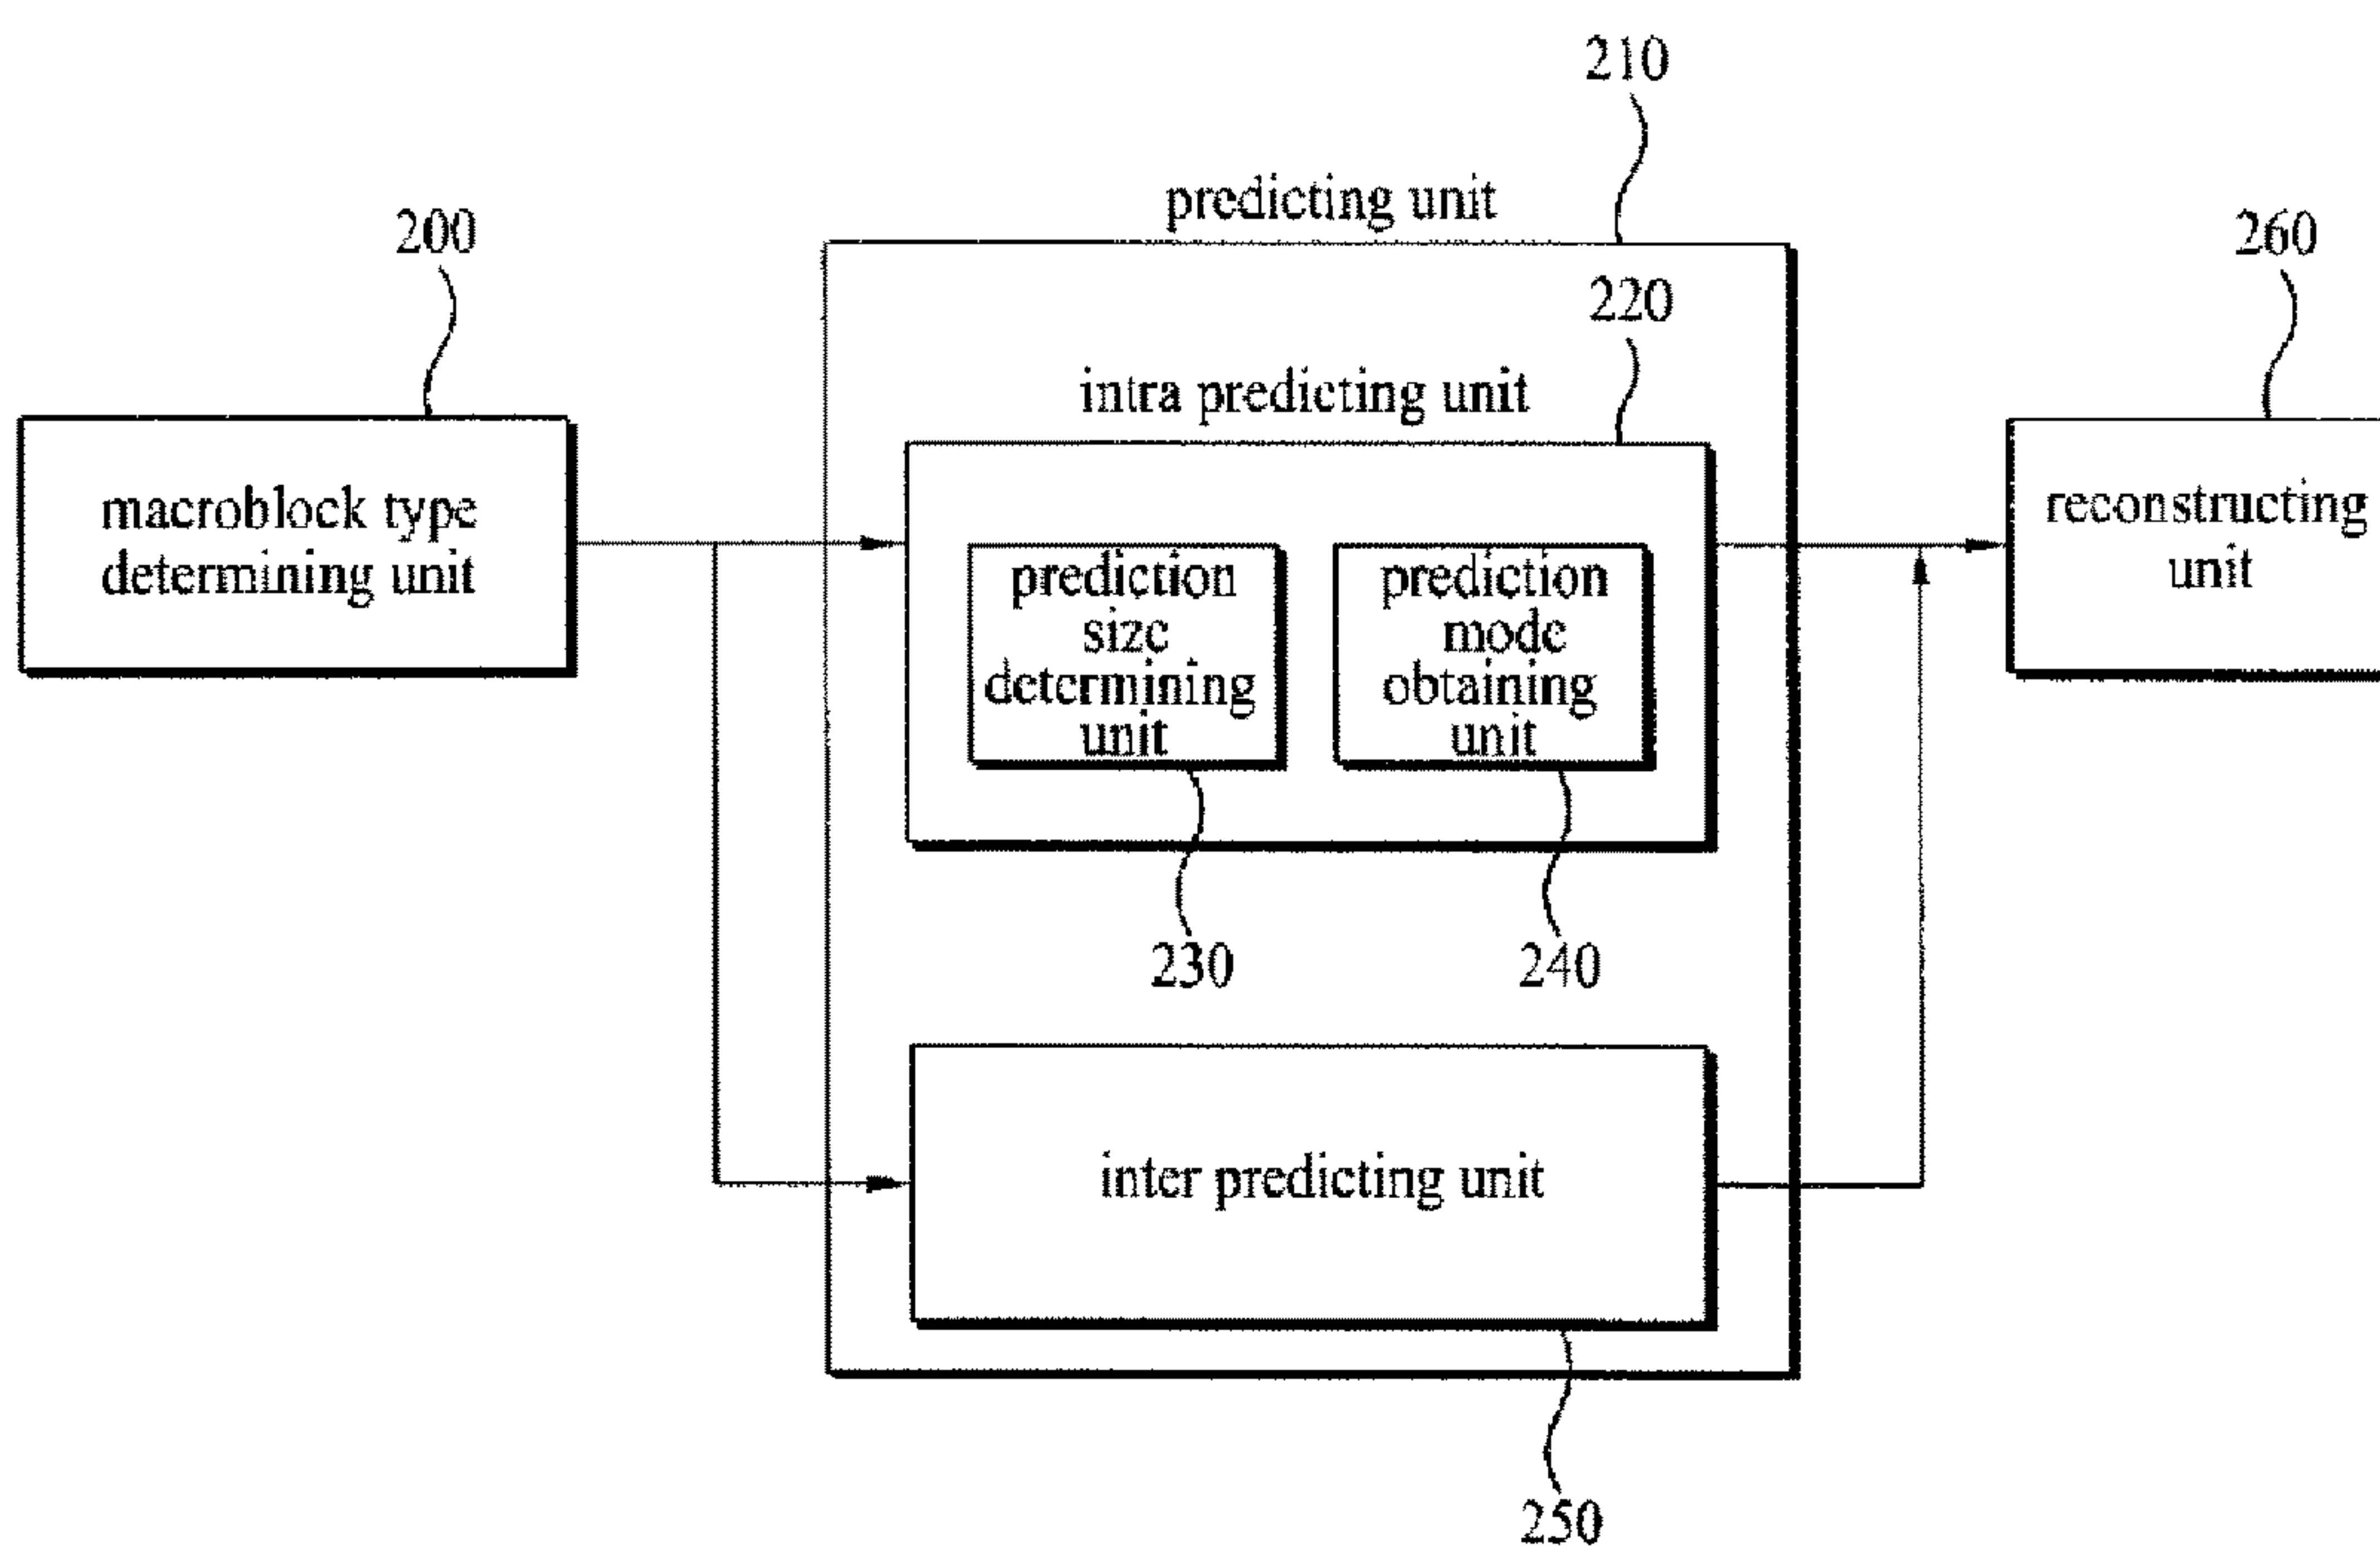 210
predicting unit
200
260
220
intra predicting unit
macroblock type
determining unit
prediction
size
determining
unit
prediction
mode
obtaining
unit
reconstructing
unit
230
240
inter predicting unit
250